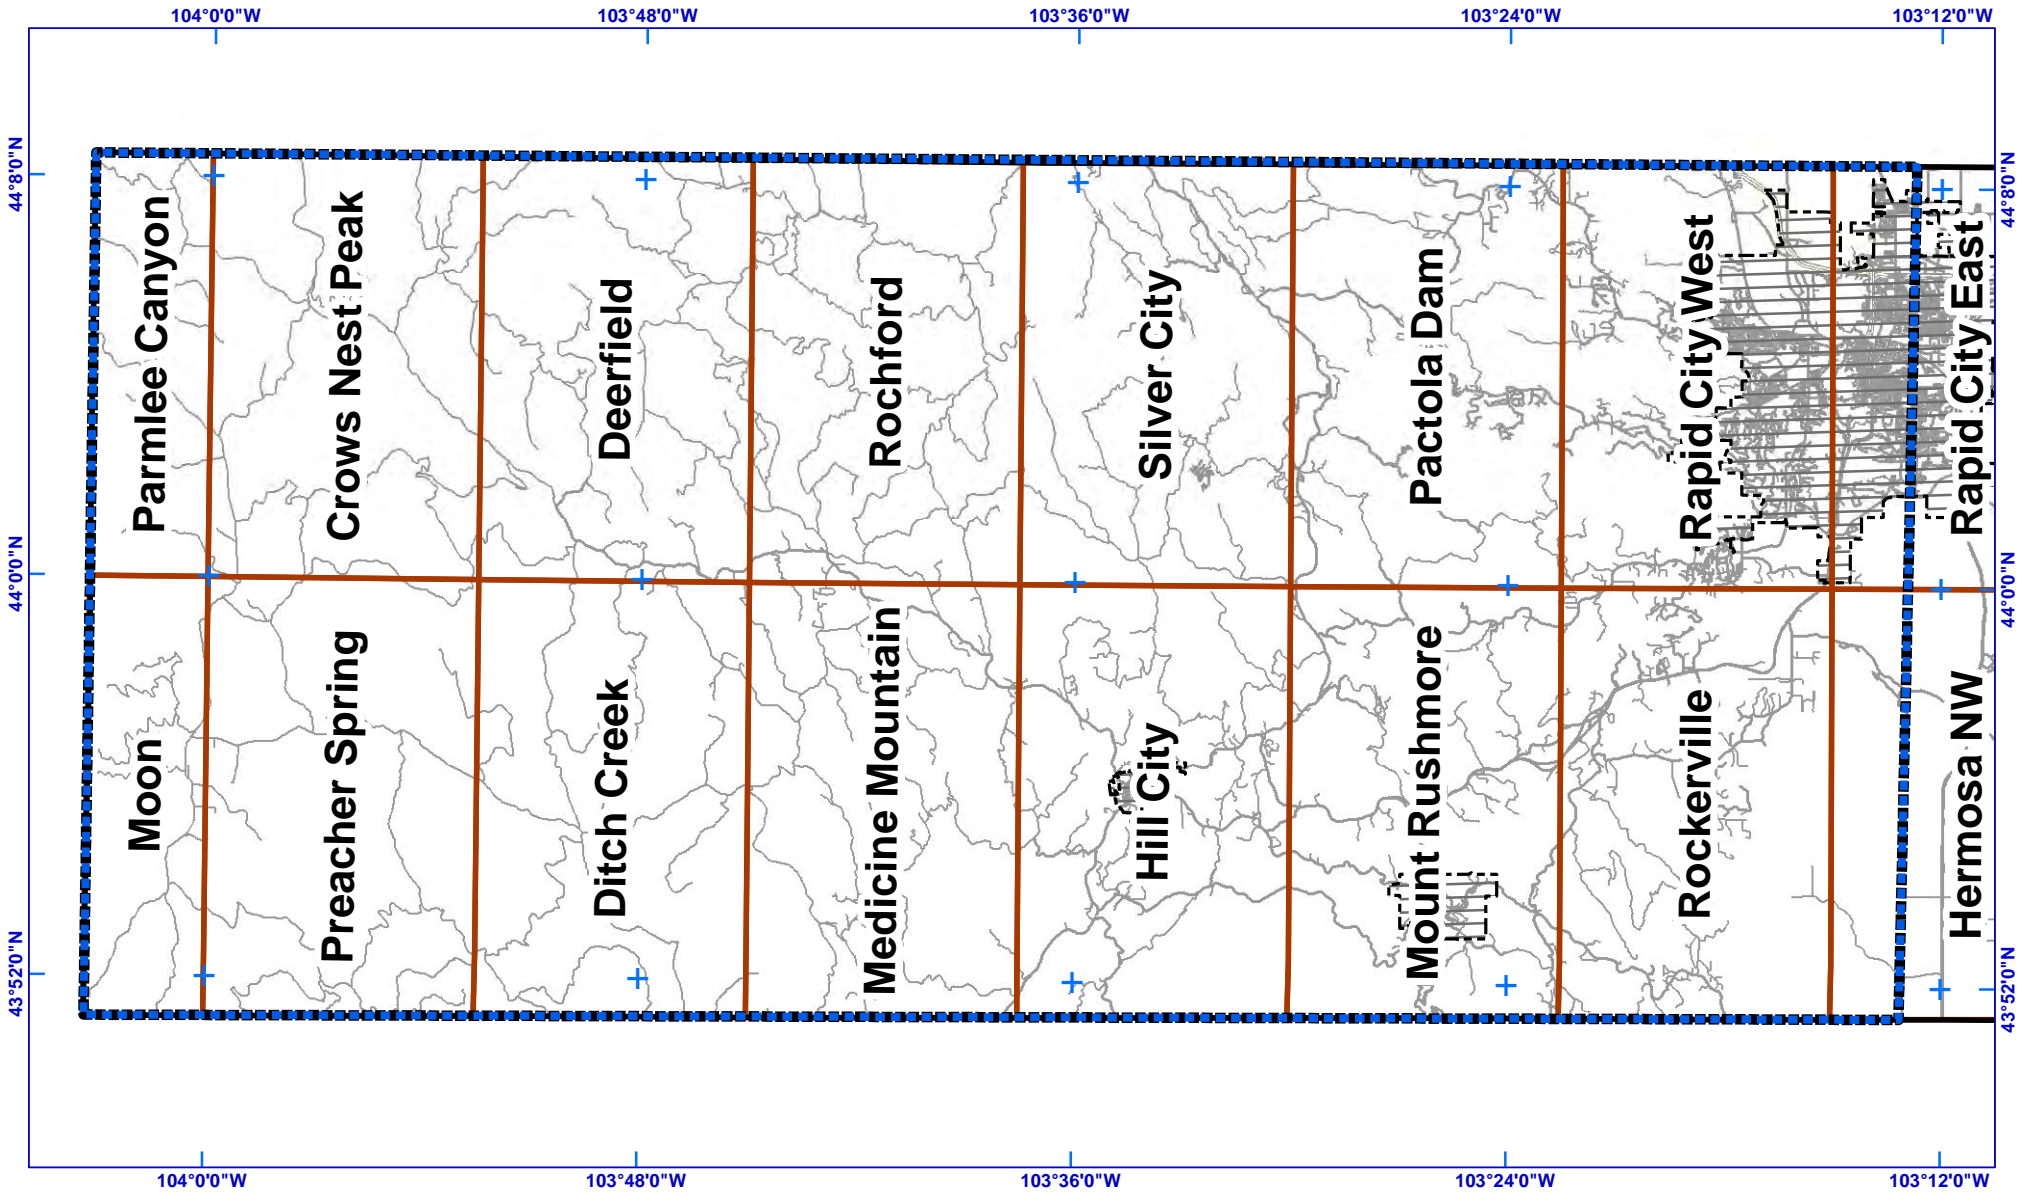 104°0'0"W
103°48'0"W
103°36'0"W
103°24'0"W
103°12'0"W
44°8'0"N
44°8'0"N
Parmlee Canyon
Crows Nest Peak
Deerfield
Rochford
Silver City
Pactola Dam
Rapid City West
Rapid City East
44°0'0"N
44°0'0"N
Moon
Preacher Spring
Ditch Creek
Medicine Mountain
Hill City
Mount Rushmore
Rockerville
Hermosa NW
43°52'0"N
43°52'0"N
104°0'0"W
103°48'0"W
103°36'0"W
103°24'0"W
103°12'0"W